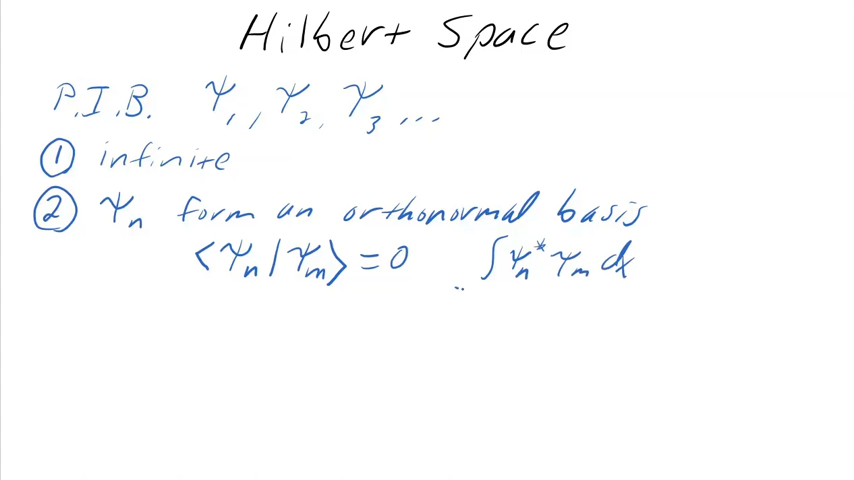 Hilbert Space
P.I.B. Ψ₁, Ψ₂, Ψ₃ ...
① infinite
② Ψₙ form an orthonormal basis
⟨Ψₙ|Ψₘ⟩ = 0 ∫Ψₙ* Ψₘ dx